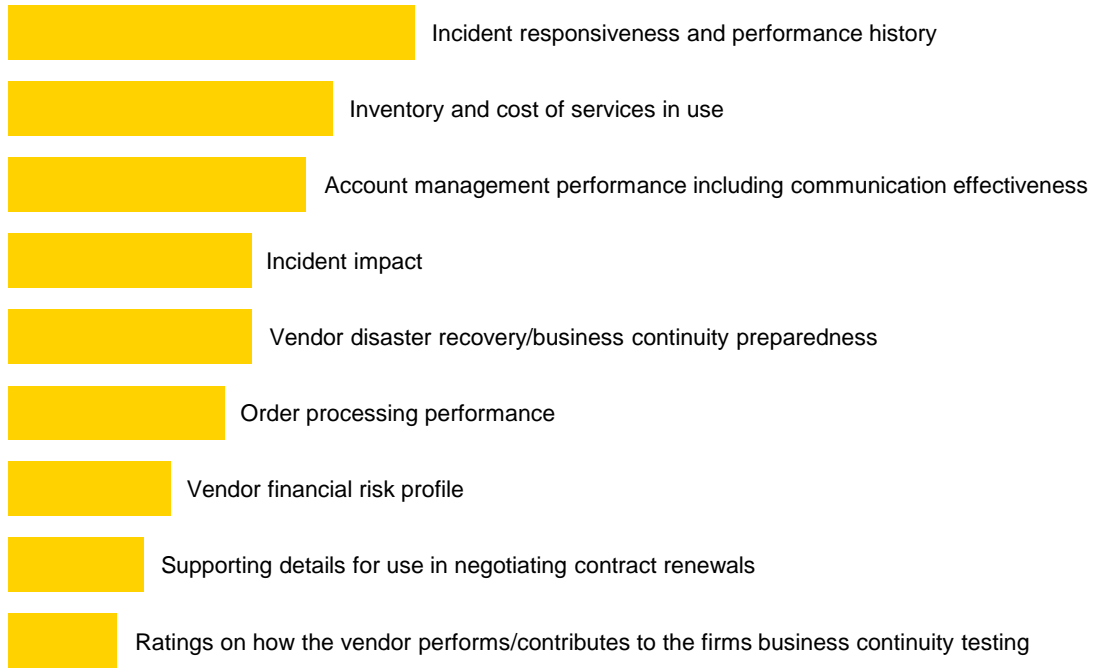 Incident responsiveness and performance history
Inventory and cost of services in use
Account management performance including communication effectiveness
Incident impact
Vendor disaster recovery/business continuity preparedness
Order processing performance
Vendor financial risk profile
Supporting details for use in negotiating contract renewals
Ratings on how the vendor performs/contributes to the firms business continuity testing